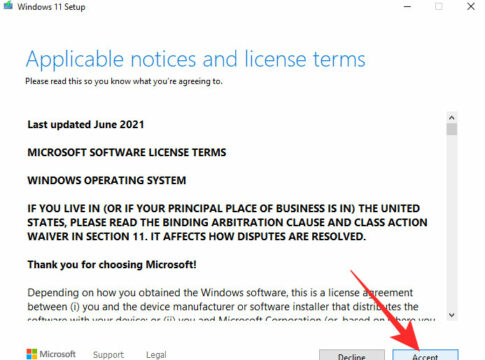 Windows 11 Setup
Applicable notices and license terms
Please read this so you know what you're agreeing to.
Last updated June 2021
MICROSOFT SOFTWARE LICENSE TERMS
WINDOWS OPERATING SYSTEM
IF YOU LIVE IN (OR IF YOUR PRINCIPAL PLACE OF BUSINESS IS IN) THE UNITED
STATES, PLEASE READ THE BINDING ARBITRATION CLAUSE AND CLASS ACTION
WAIVER IN SECTION 11. IT AFFECTS HOW DISPUTES ARE RESOLVED.
Thank you for choosing Microsoft!
Depending on how you obtained the Windows software, this is a license agreement
between (i) you and the device manufacturer or software installer that distributes the
software with your device; or (ii) you and Microsoft Corporation (or, based on where you
Microsoft Support Legal Decline Accept